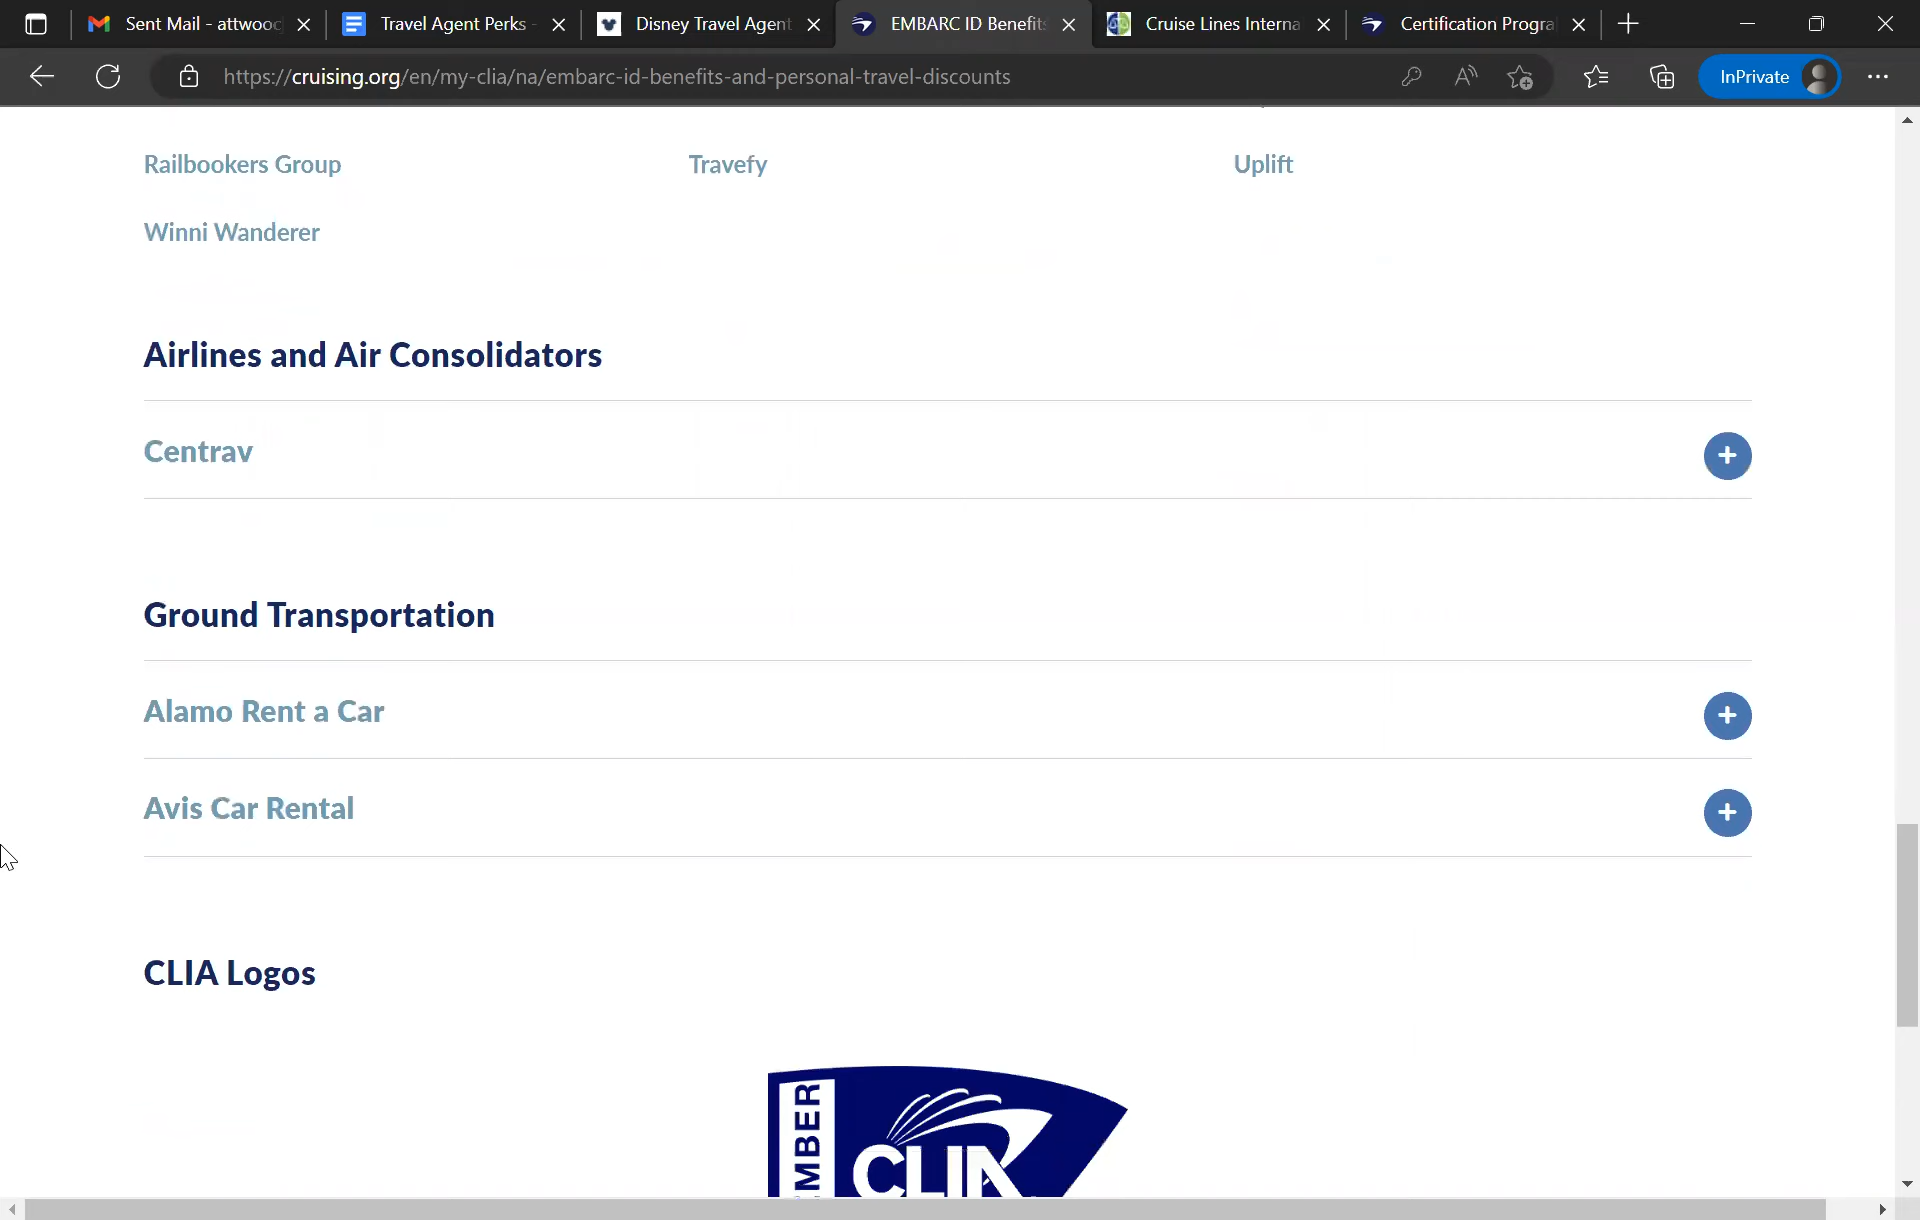 Sent Mail - attwooc
Travel Agent Perks -
Disney Travel Agent
EMBARC ID Benefits
Cruise Lines Interna
Certification Progra
https://cruising.org/en/my-clia/na/embarc-id-benefits-and-personal-travel-discounts
InPrivate
Railbookers Group
Travefy
Uplift
Winni Wanderer
Airlines and Air Consolidators
Centrav
Ground Transportation
Alamo Rent a Car
Avis Car Rental
CLIA Logos
MBER
CLIA